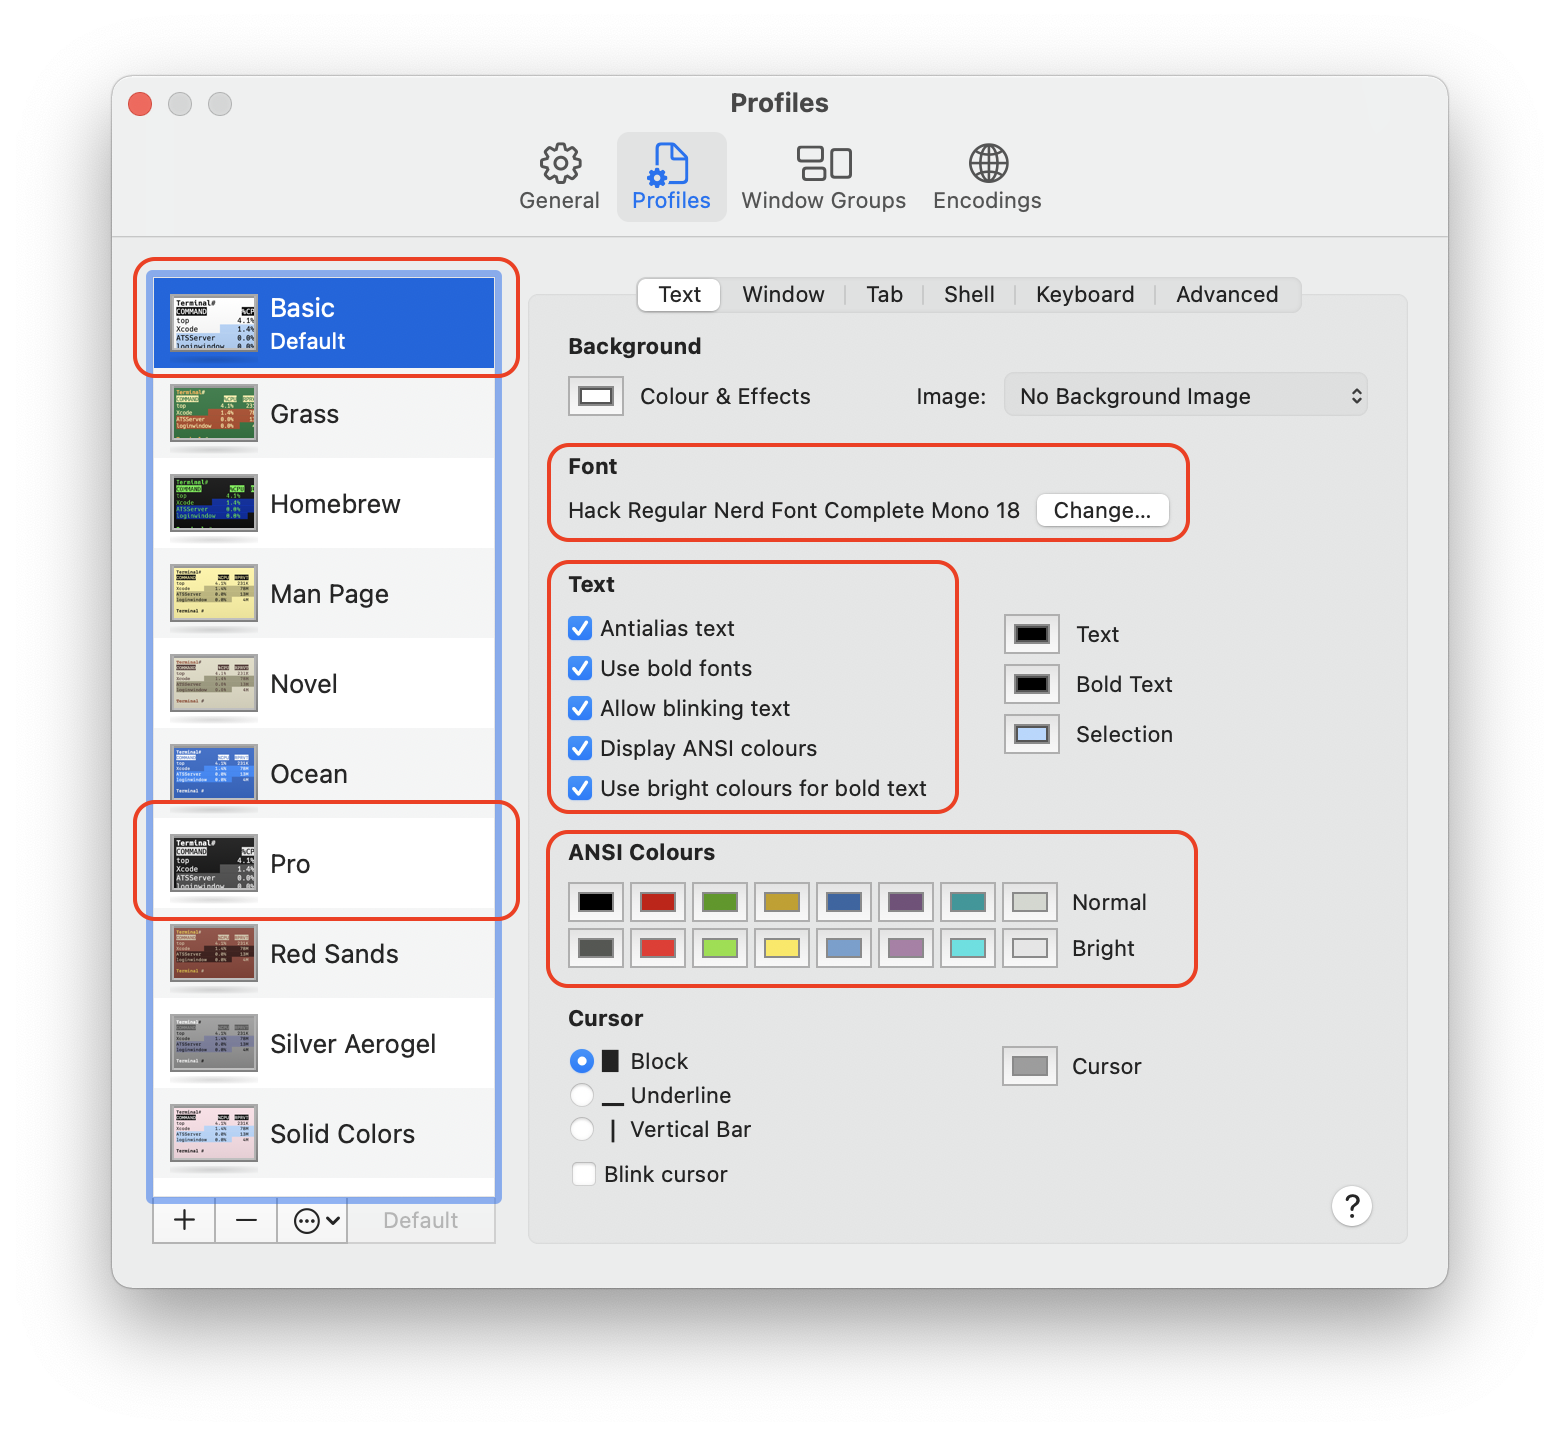 Profiles
General
Profiles
Window Groups
Encodings
Basic
Default
Grass
Homebrew
Man Page
Novel
Ocean
Pro
Red Sands
Silver Aerogel
Solid Colors
Default
Text
Window
Tab
Shell
Keyboard
Advanced
Background
Colour & Effects
Image:
No Background Image
Font
Hack Regular Nerd Font Complete Mono 18
Change...
Text
Antialias text
Use bold fonts
Allow blinking text
Display ANSI colours
Use bright colours for bold text
Text
Bold Text
Selection
ANSI Colours
Normal
Bright
Cursor
Block
Underline
Vertical Bar
Blink cursor
Cursor
?